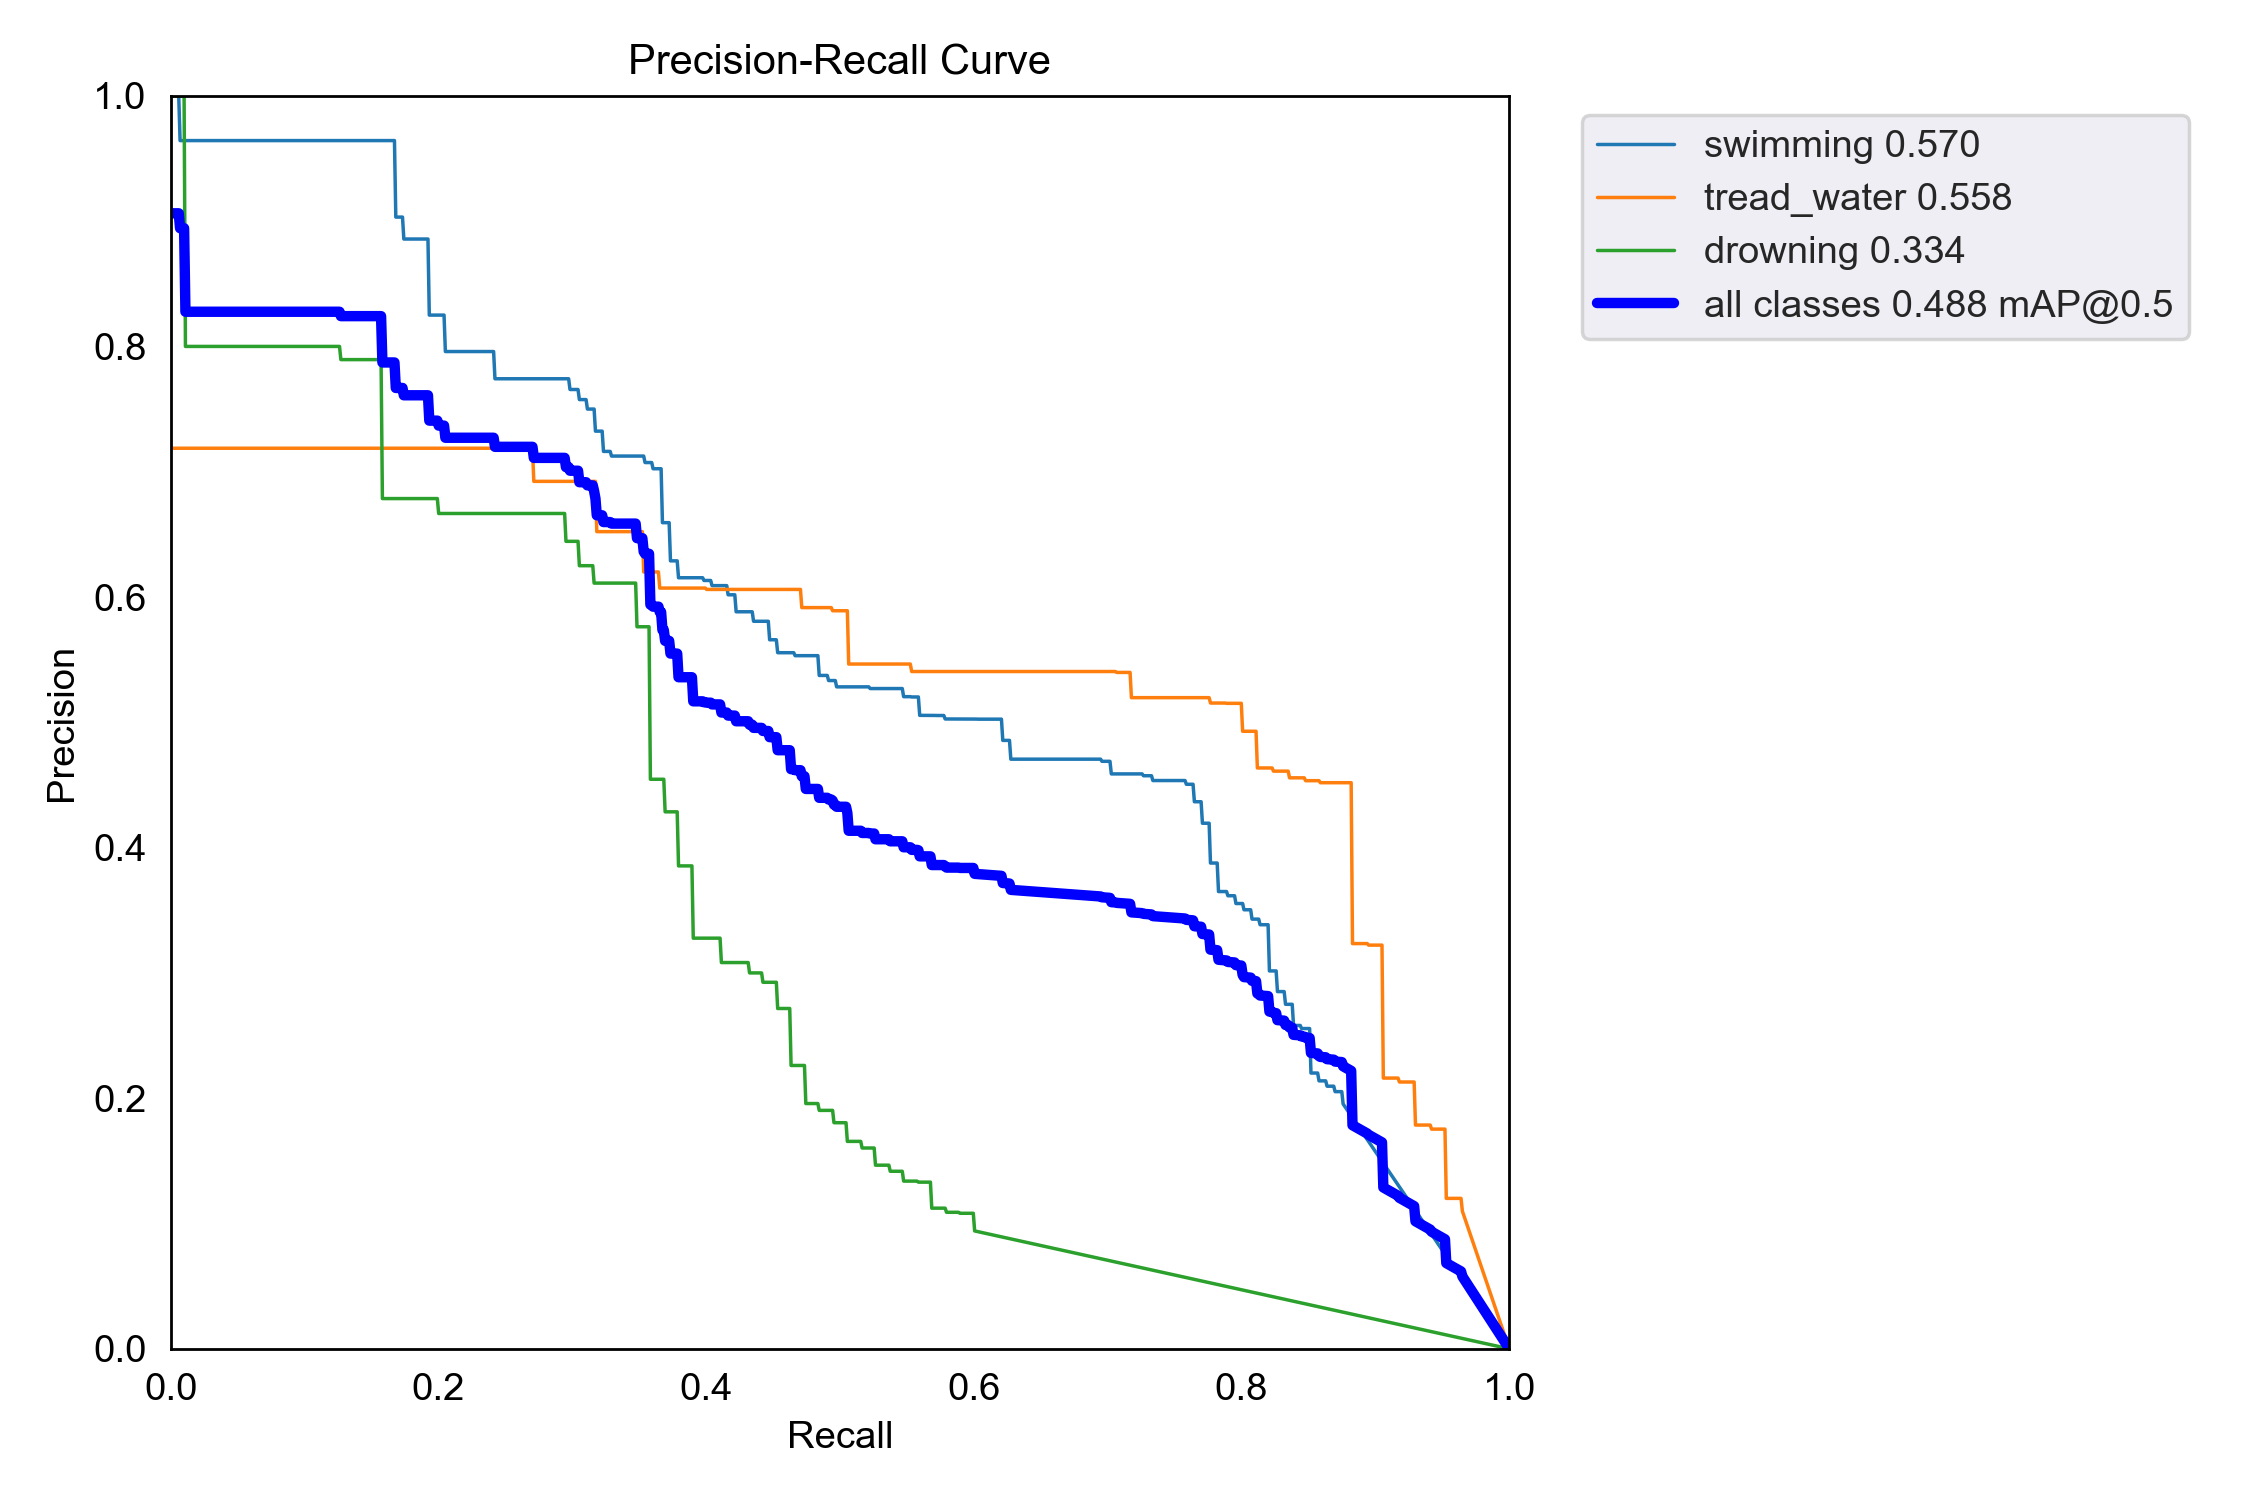 Precision-Recall Curve
1.0
0.8
0.6
0.4
0.2
0.0
Precision
0.0 0.2 0.4 0.6 0.8 1.0
Recall
swimming 0.570
tread_water 0.558
drowning 0.334
all classes 0.488 mAP@0.5